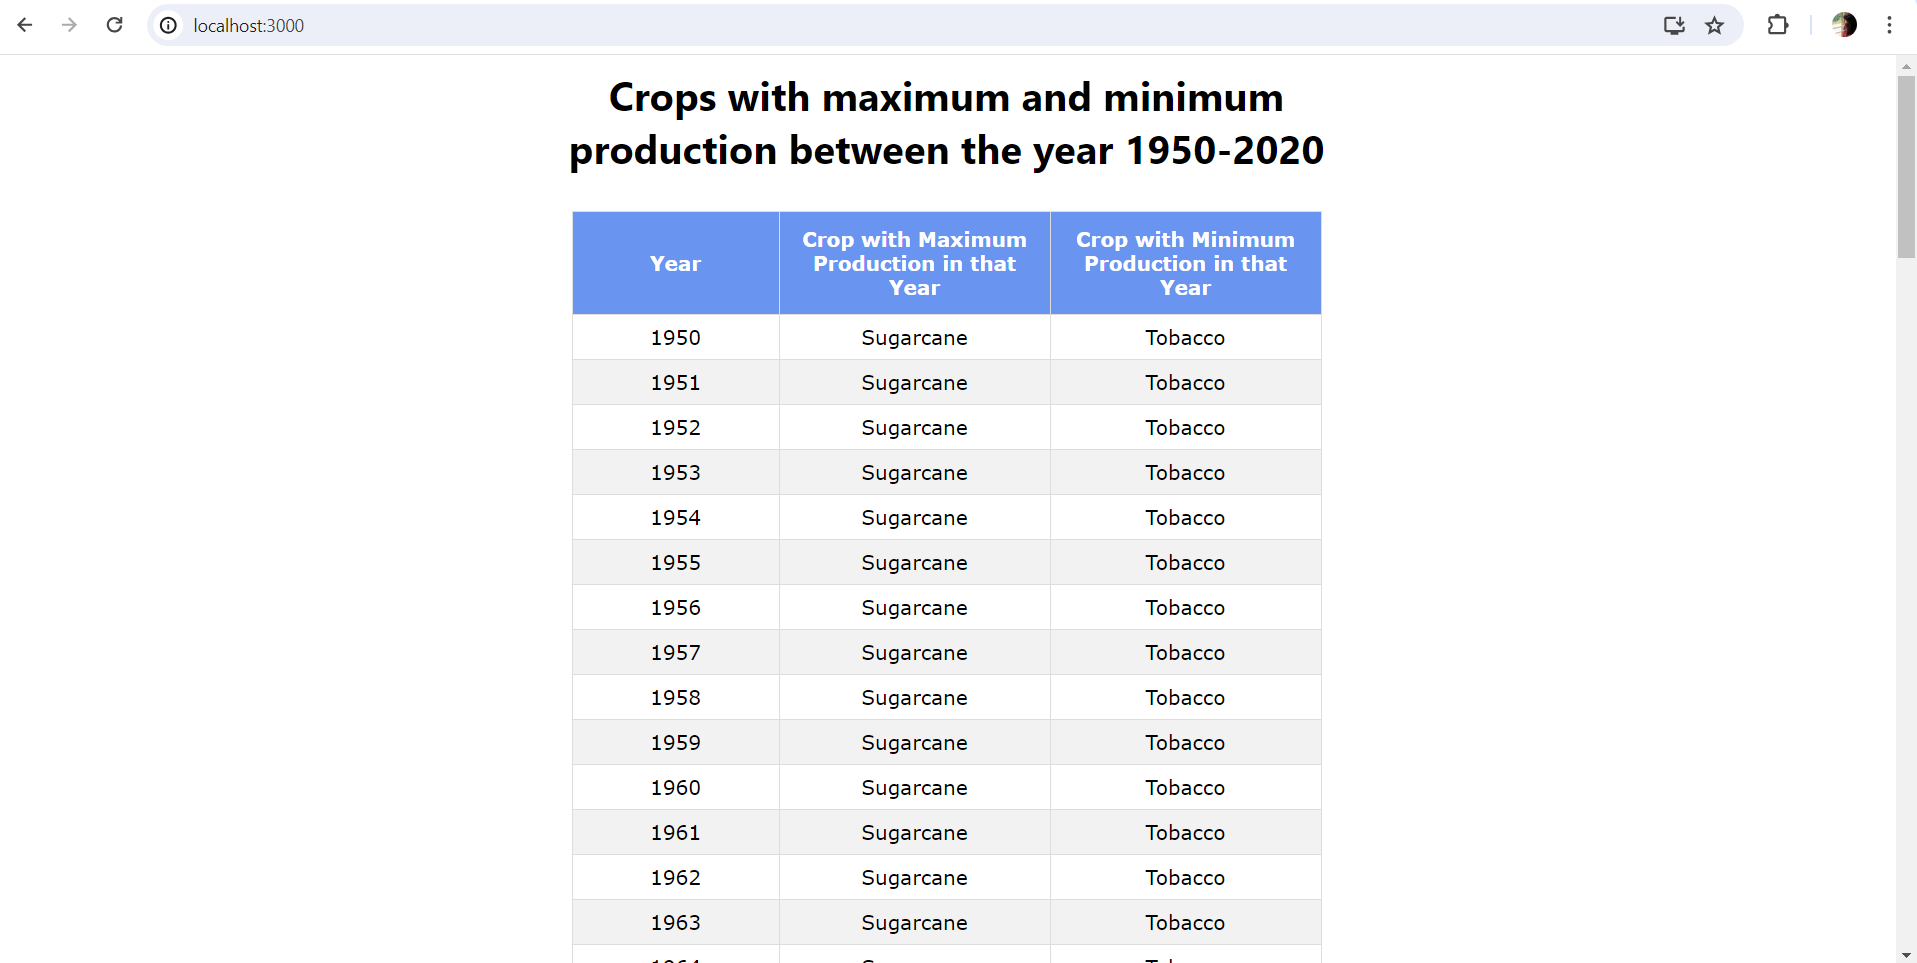 localhost:3000
Crops with maximum and minimum
production between the year 1950-2020
Year
Crop with Maximum
Production in that
Year
Crop with Minimum
Production in that
Year
1950 Sugarcane Tobacco
1951 Sugarcane Tobacco
1952 Sugarcane Tobacco
1953 Sugarcane Tobacco
1954 Sugarcane Tobacco
1955 Sugarcane Tobacco
1956 Sugarcane Tobacco
1957 Sugarcane Tobacco
1958 Sugarcane Tobacco
1959 Sugarcane Tobacco
1960 Sugarcane Tobacco
1961 Sugarcane Tobacco
1962 Sugarcane Tobacco
1963 Sugarcane Tobacco